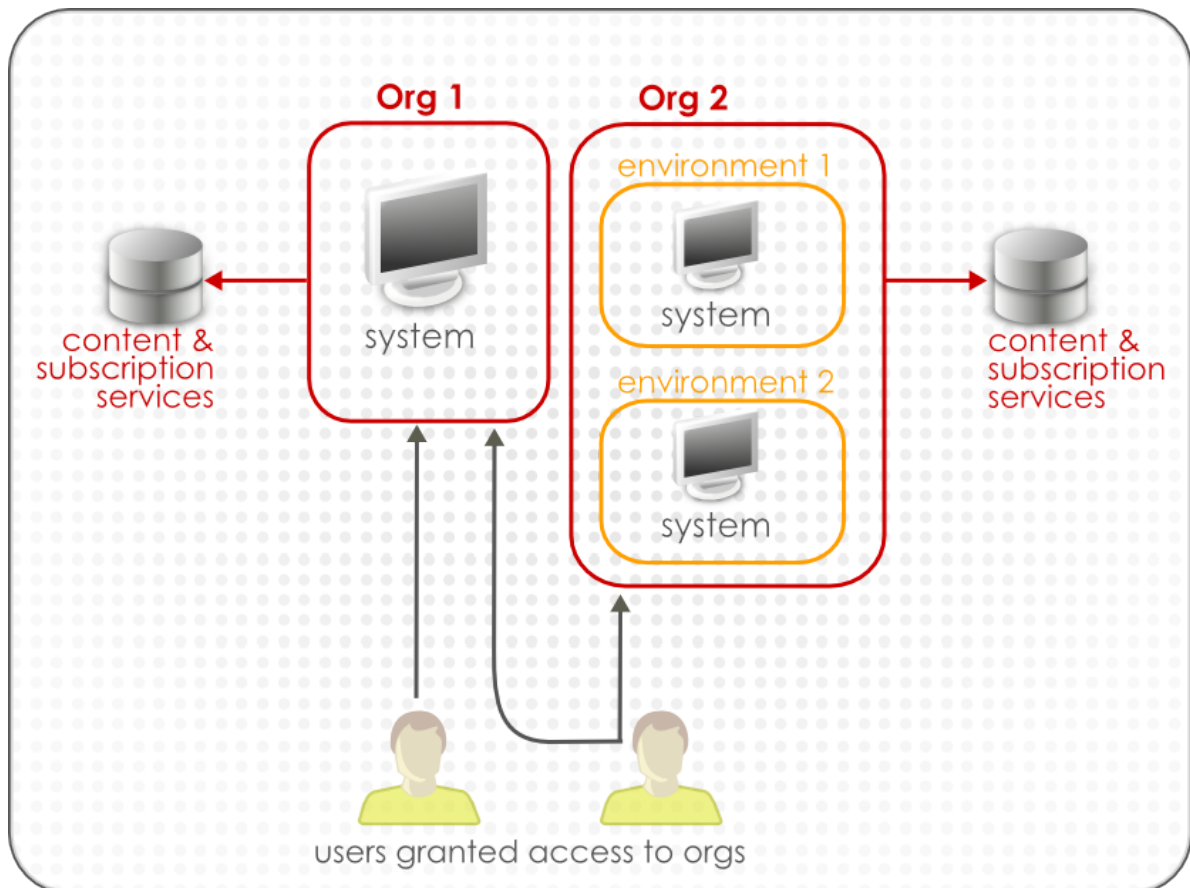 Org 1
Org 2
environment 1
system
system
content &
subscription
services
content &
subscription
services
environment 2
system
users granted access to orgs